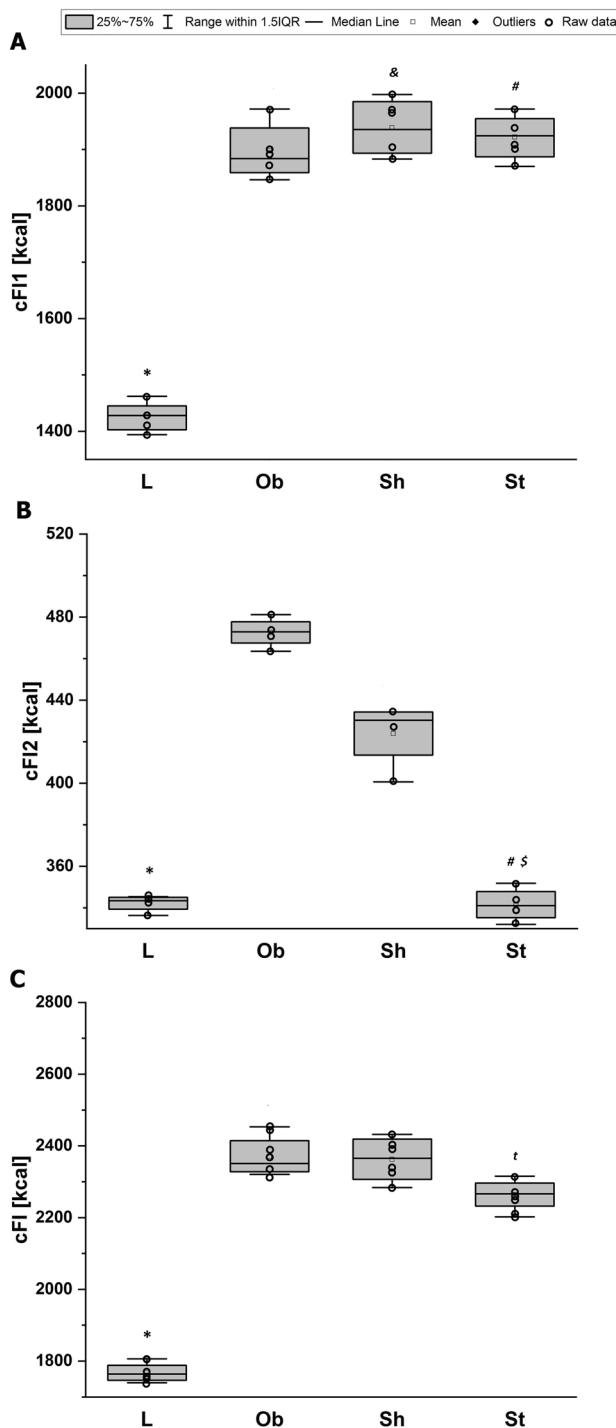 25%~75% Range within 1.5IQR Median Line Mean Outliers Raw data
A
& #
2000
1800
1600
1400
*
cFI1 [kcal]
L Ob Sh St
B
520
480
440
400
360
* # $
cFI2 [kcal]
L Ob Sh St
C
2800
2600
2400
2200
2000
1800
t
*
cFI [kcal]
L Ob Sh St